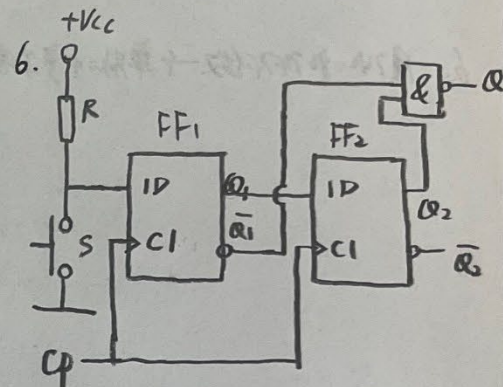 +Vcc
6.
R
&
Q
FF₁
FF₂
1D
Q₁
1D
Q̅₁
Q₂
S
C1
C1
Q̅₂
Cp